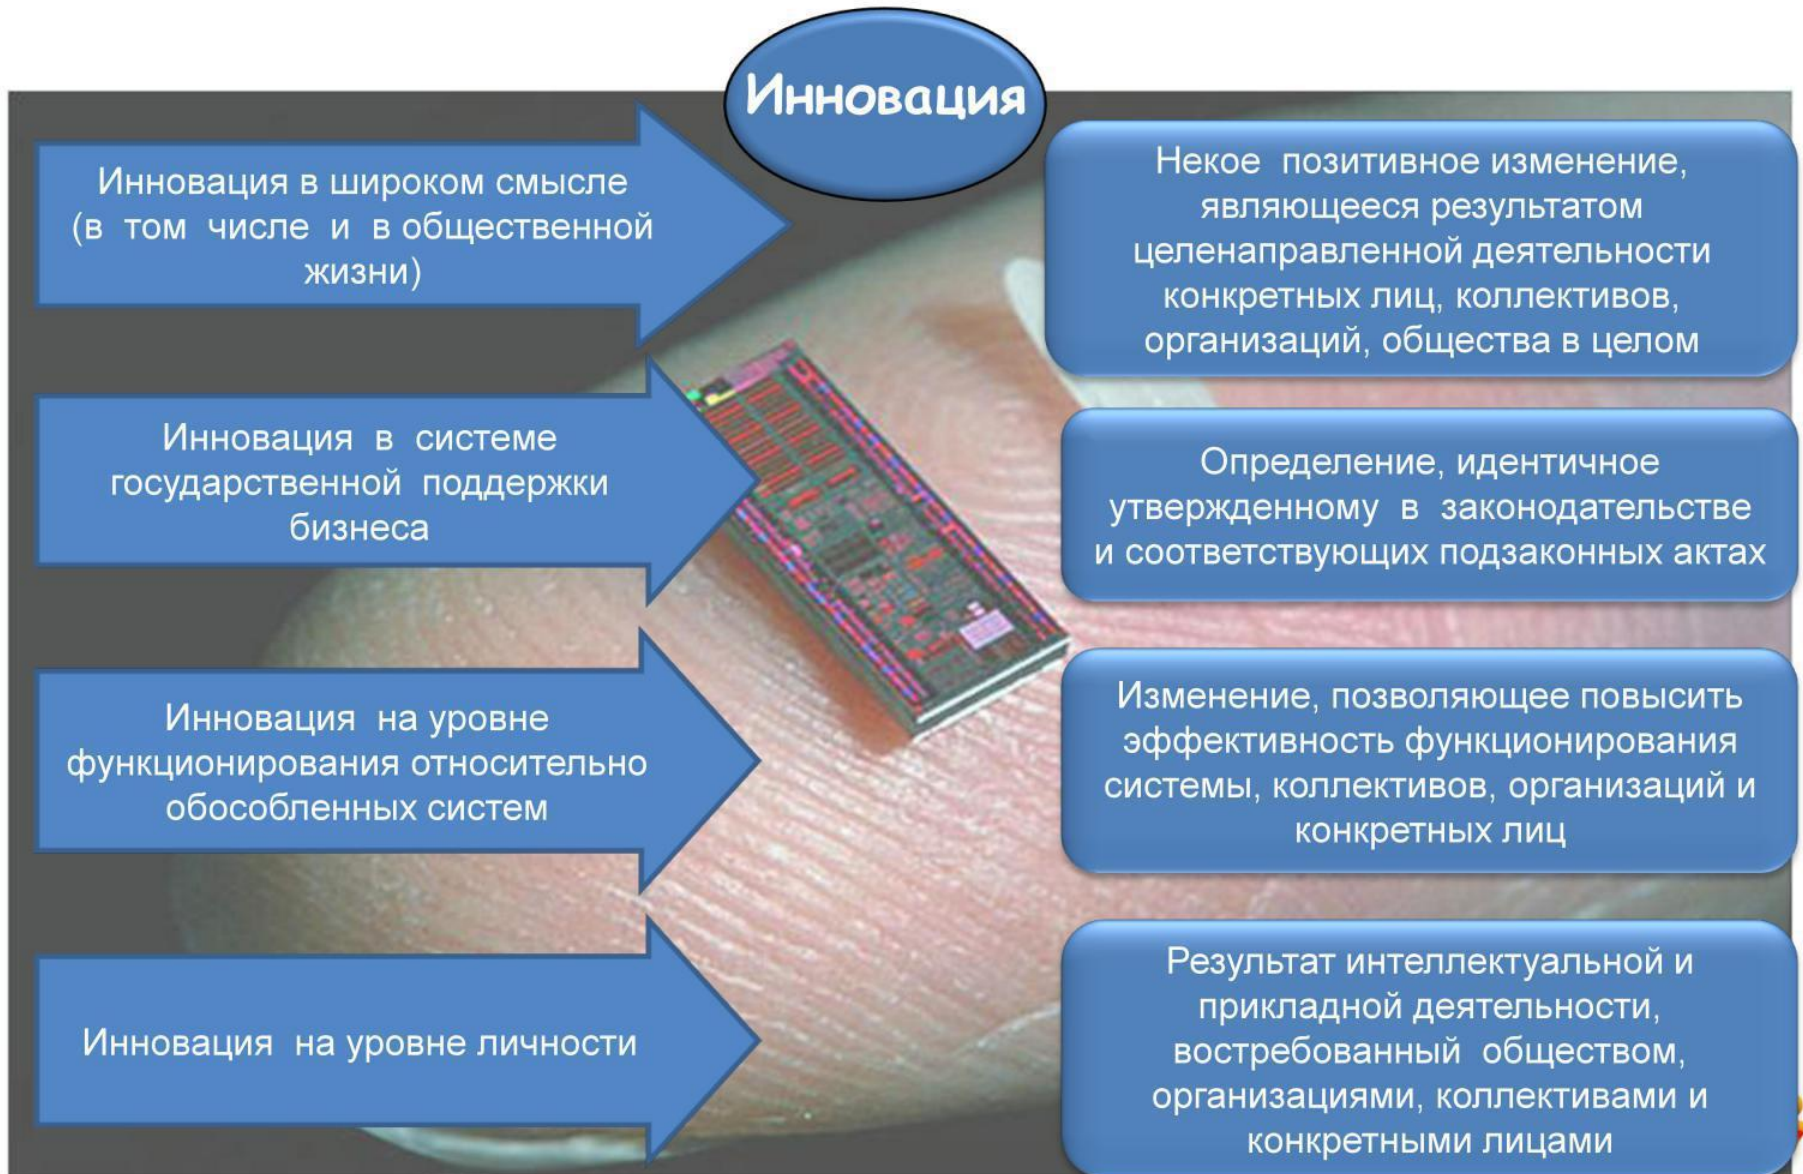 Инновация
Инновация в широком смысле
(в том числе и в общественной
жизни)
Некое позитивное изменение,
являющееся результатом
целенаправленной деятельности
конкретных лиц, коллективов,
организаций, общества в целом
Инновация в системе
государственной поддержки
бизнеса
Определение, идентичное
утвержденному в законодательстве
и соответствующих подзаконных актах
Инновация на уровне
функционирования относительно
обособленных систем
Изменение, позволяющее повысить
эффективность функционирования
системы, коллективов, организаций и
конкретных лиц
Инновация на уровне личности
Результат интеллектуальной и
прикладной деятельности,
востребованный обществом,
организациями, коллективами и
конкретными лицами